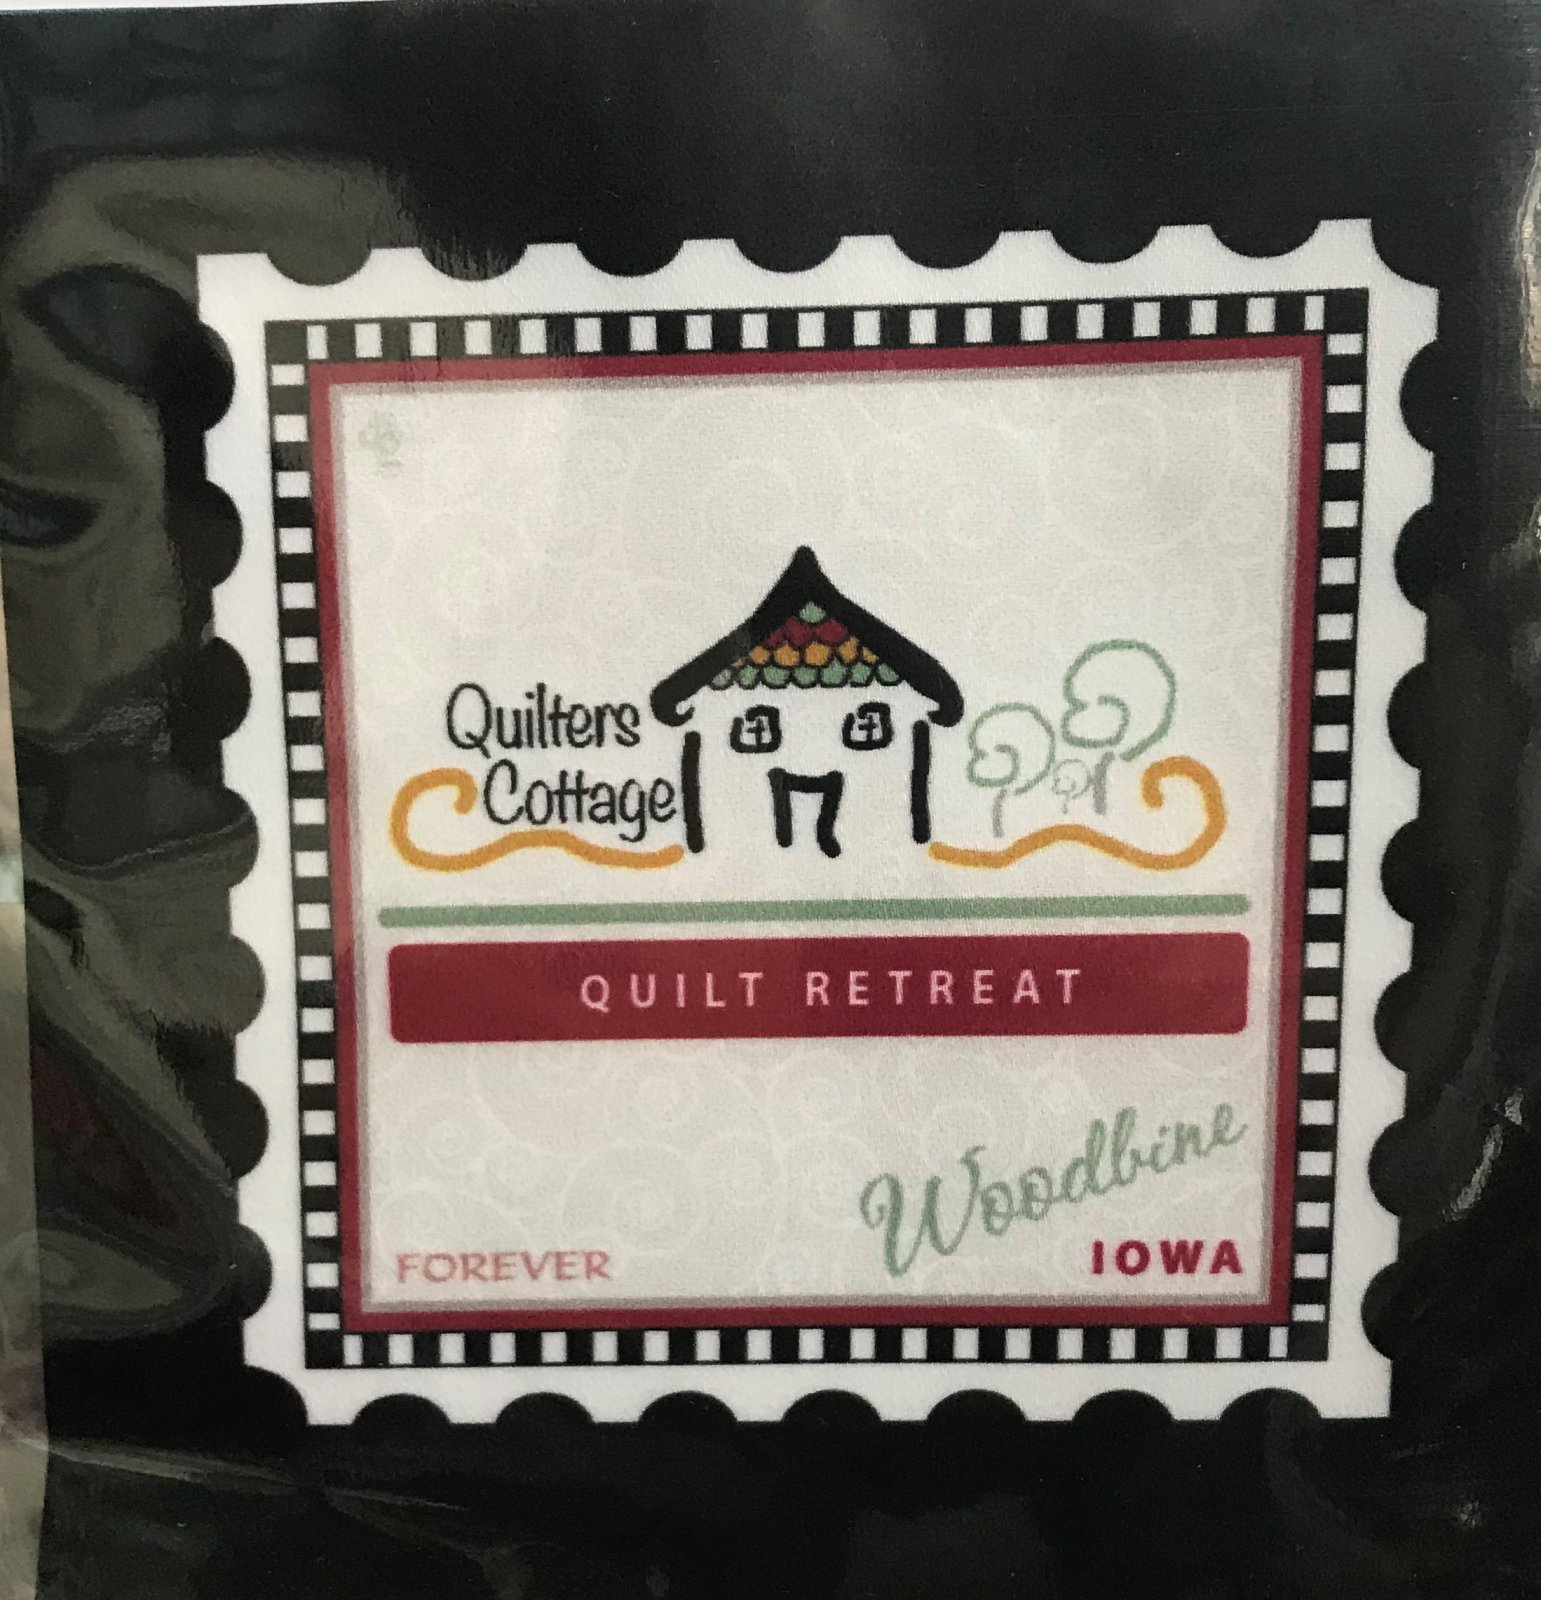 Quilters
Cottage
QUILT RETREAT
Woodbine
FOREVER
IOWA